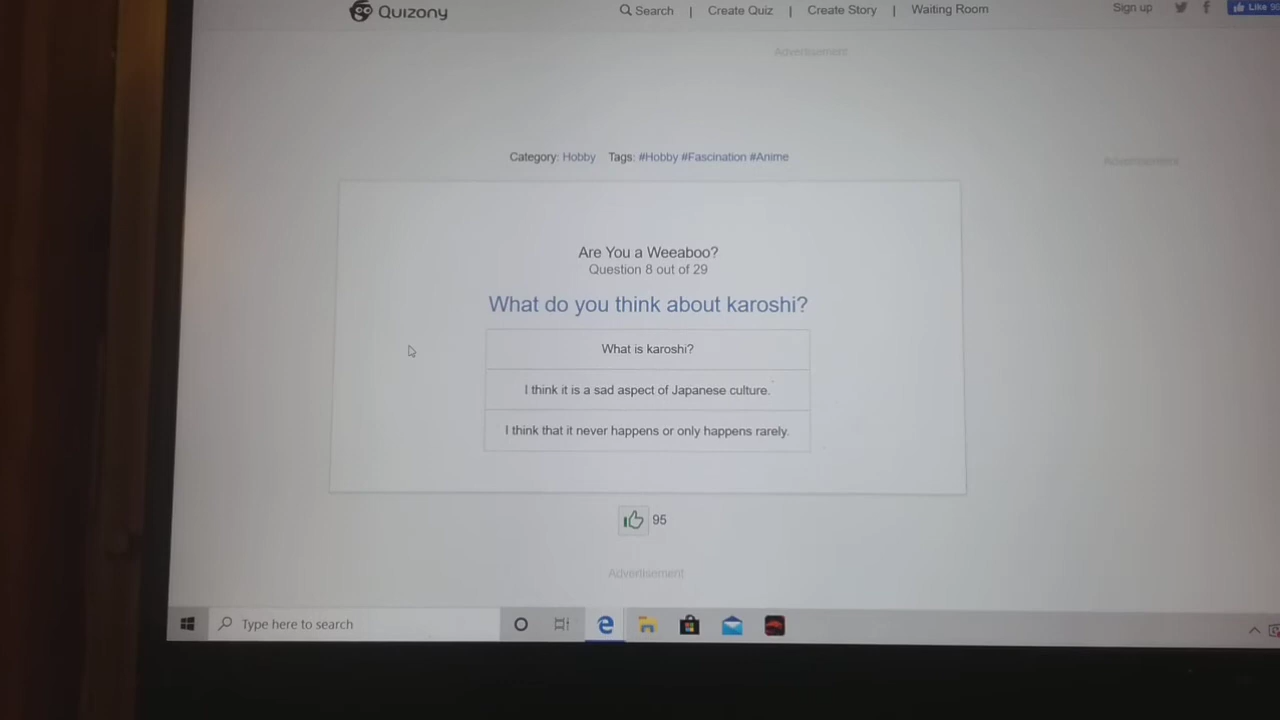 Quizony Search | Create Quiz | Create Story | Waiting Room Sign up Like
Advertisement
Category: Hobby Tags: #Hobby #Fascination #Anime
Advertisement
Are You a Weeaboo?
Question 8 out of 29
What do you think about karoshi?
What is karoshi?
I think it is a sad aspect of Japanese culture.
I think that it never happens or only happens rarely.
95
Advertisement
Type here to search